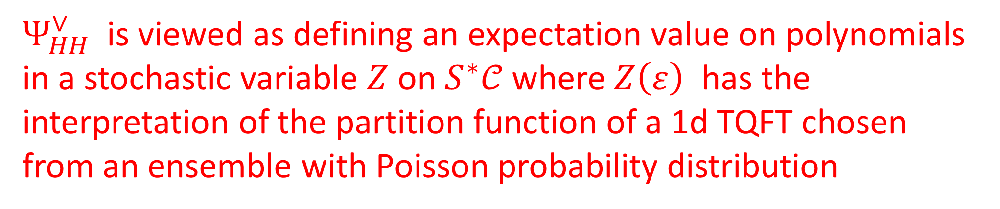 Ψ^∨_{HH} is viewed as defining an expectation value on polynomials
in a stochastic variable Z on S^*𝒞 where Z(ε) has the
interpretation of the partition function of a 1d TQFT chosen
from an ensemble with Poisson probability distribution